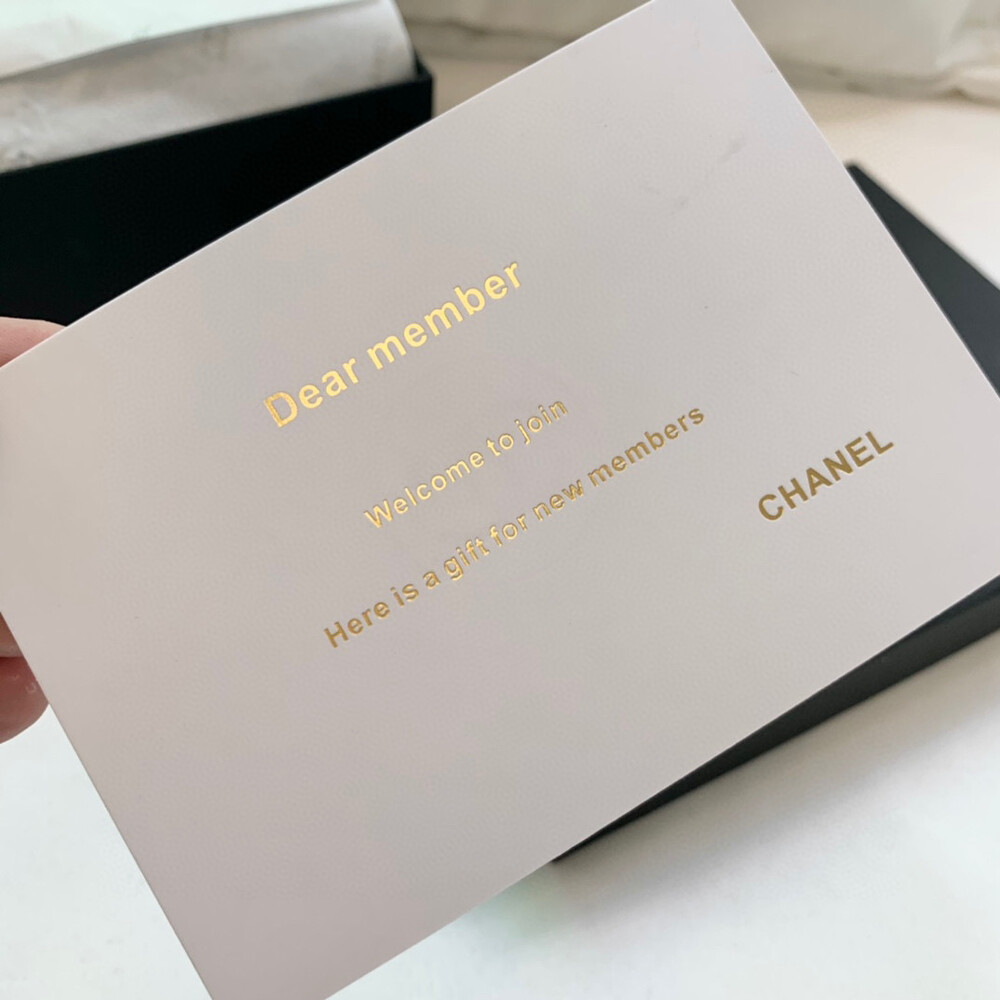 Dear member
Welcome to join
Here is a gift for new members
CHANEL